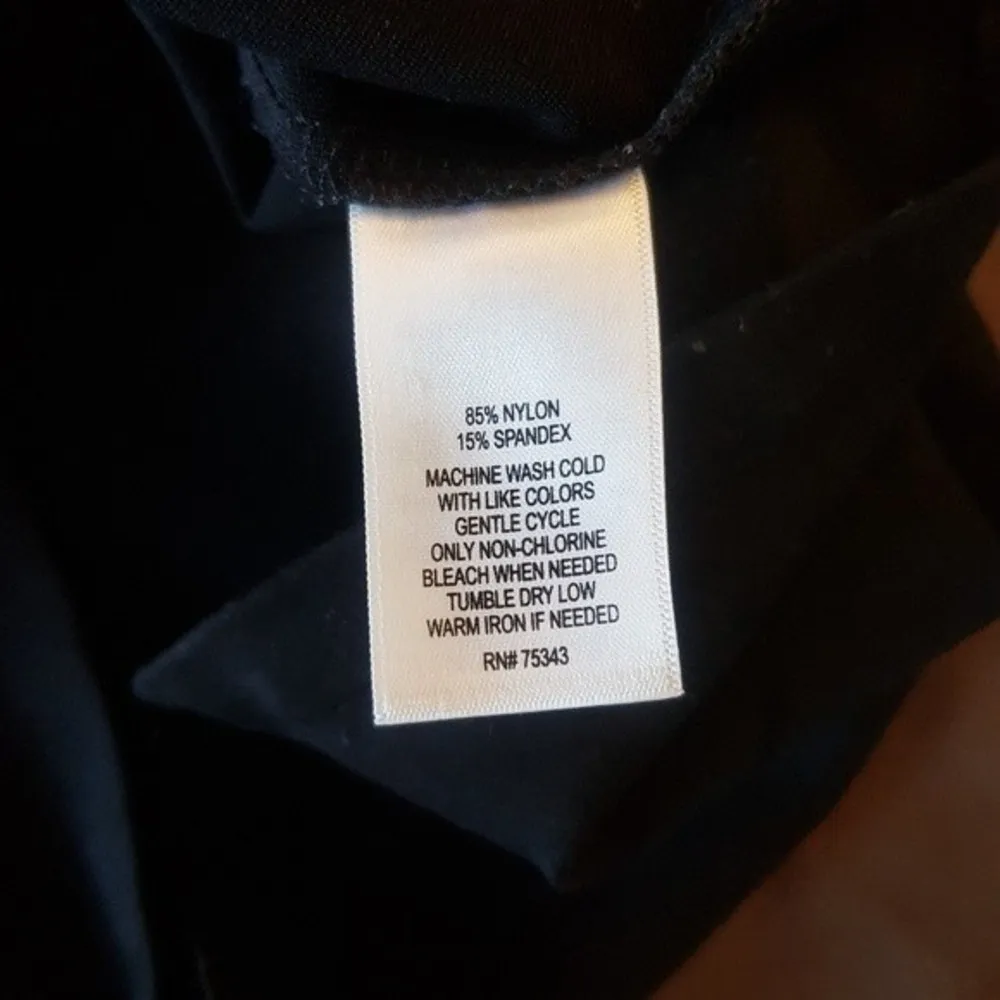 85% NYLON
15% SPANDEX
MACHINE WASH COLD
WITH LIKE COLORS
GENTLE CYCLE
ONLY NON-CHLORINE
BLEACH WHEN NEEDED
TUMBLE DRY LOW
WARM IRON IF NEEDED
RN# 75343